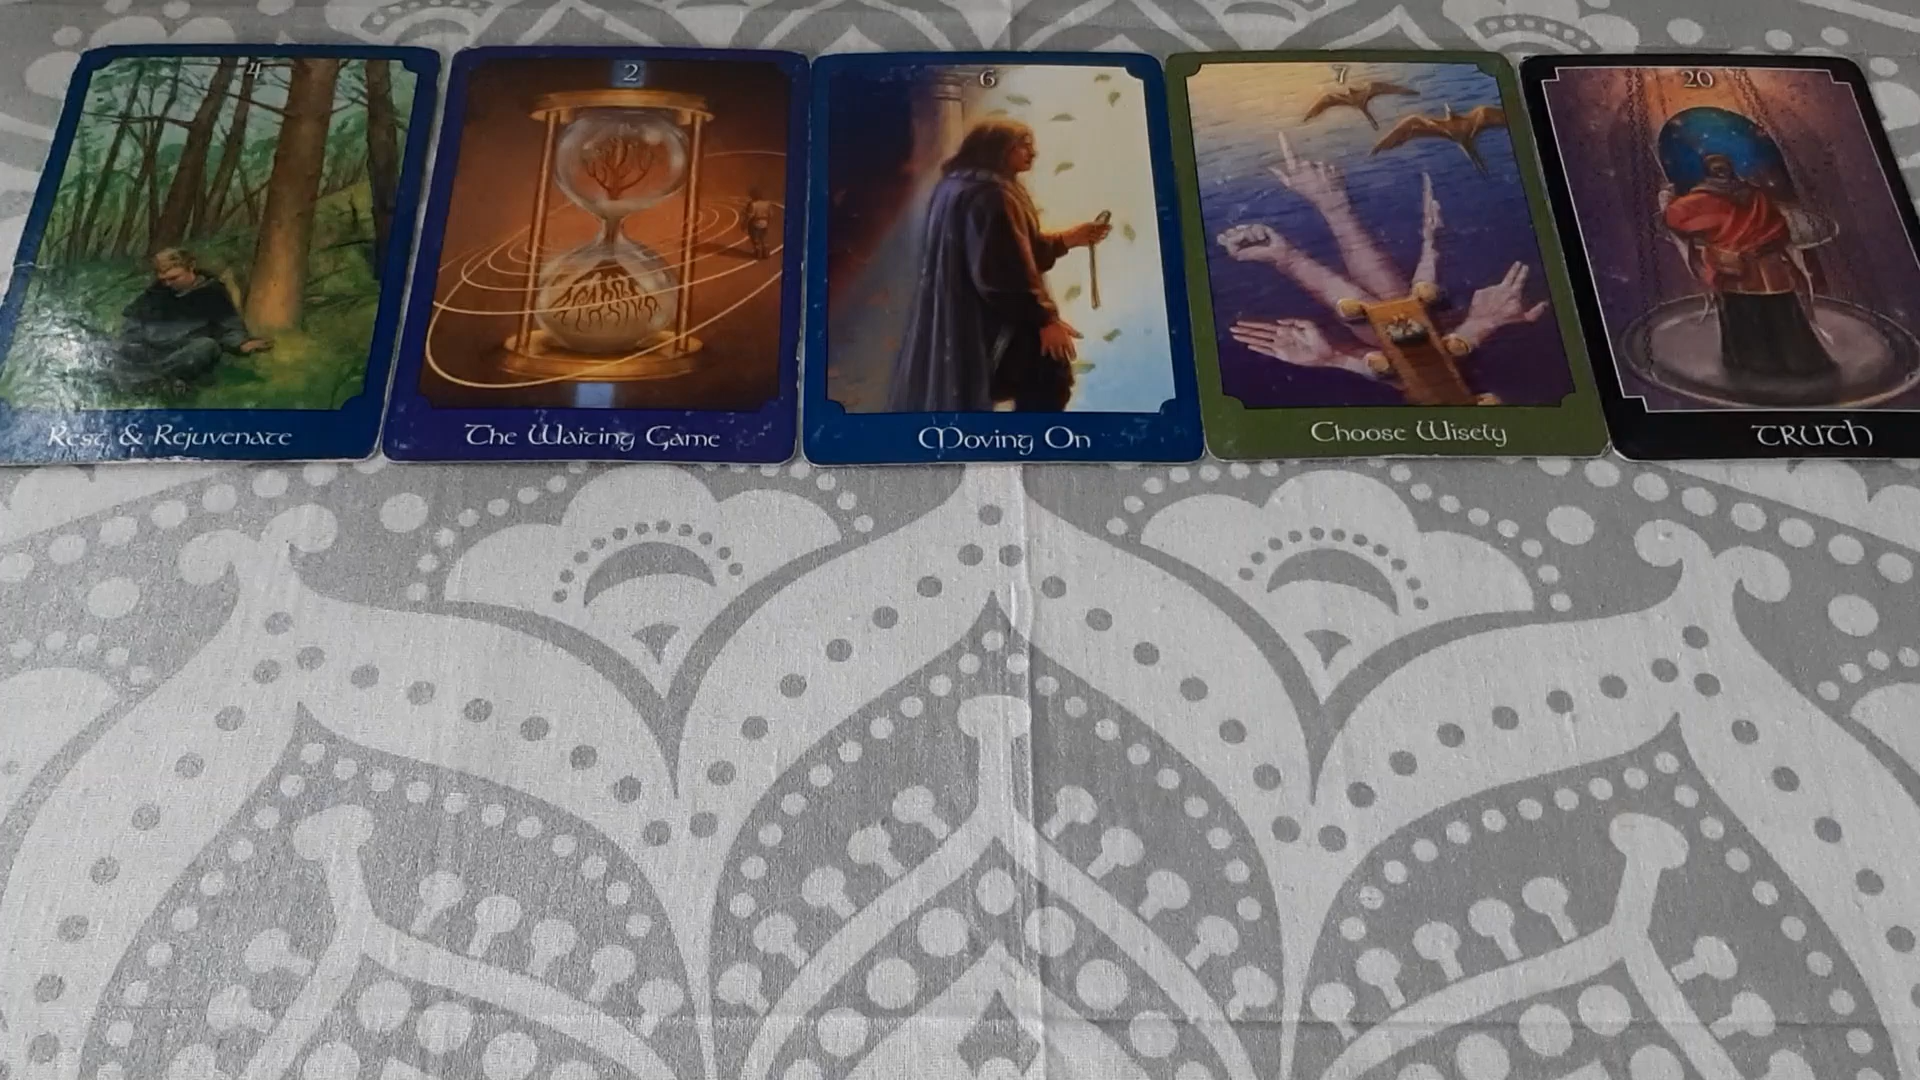 4
Rest & Rejuvenate
2
The Waiting Game
6
Moving On
7
Choose Wisely
20
TRUTH